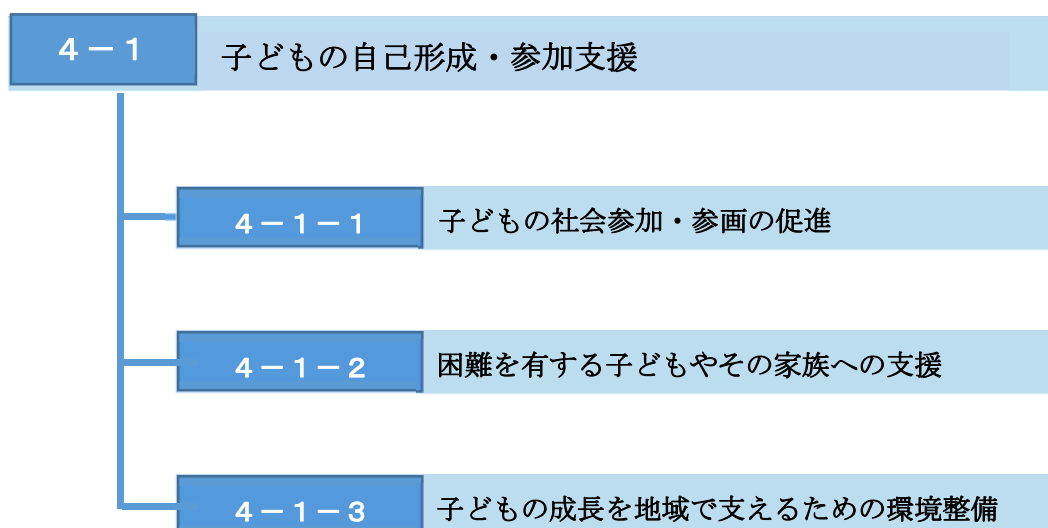 4－1 子どもの自己形成・参加支援
4－1－1 子どもの社会参加・参画の促進
4－1－2 困難を有する子どもやその家族への支援
4－1－3 子どもの成長を地域で支えるための環境整備